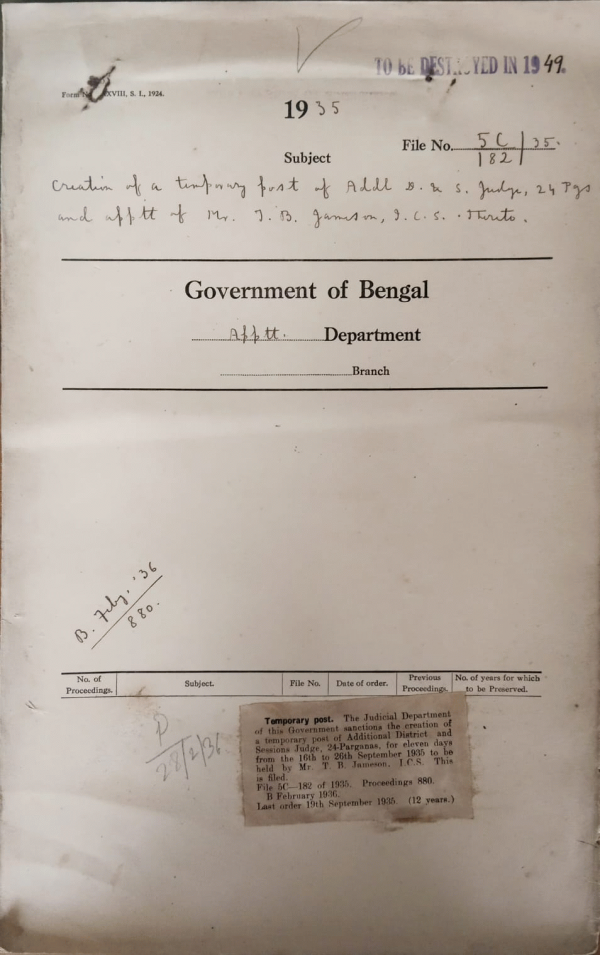 TO BE DESTROYED IN 1949.
XVIII, S. I., 1924.
1935
File No. 5C/35.
182
Subject
Creation of a temporary post of Addl D. & S. Judge, 24 Pgs
and apptt of Mr. T. B. Jameson, I.C.S. thereto.
Government of Bengal
Apptt. Department
Branch
B. Feby, '36
880.
No. of Proceedings. Subject. File No. Date of order. Previous Proceedings. No. of years for which to be Preserved.
28/2/36.
Temporary post. The Judicial Department
of this Government sanctions the creation of
a temporary post of Additional District and
Sessions Judge, 24-Parganas, for eleven days
from the 16th to 26th September 1935 to be
held by Mr. T. B. Jameson, I.C.S. This
is filed.
File 5C—182 of 1935. Proceedings 880.
B February 1936.
Last order 19th September 1935. (12 years.)